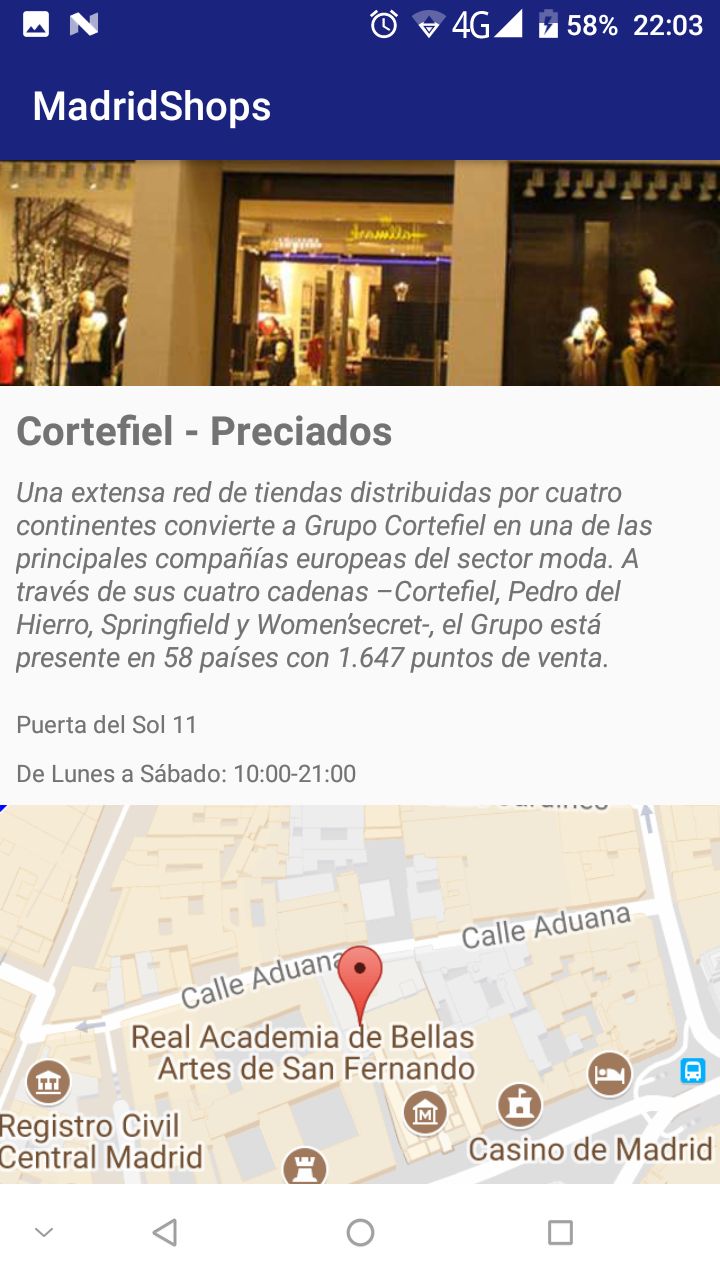 4G 58% 22:03
MadridShops
Hallmark
Cortefiel - Preciados
Una extensa red de tiendas distribuidas por cuatro
continentes convierte a Grupo Cortefiel en una de las
principales compañías europeas del sector moda. A
través de sus cuatro cadenas –Cortefiel, Pedro del
Hierro, Springfield y Women'secret-, el Grupo está
presente en 58 países con 1.647 puntos de venta.
Puerta del Sol 11
De Lunes a Sábado: 10:00-21:00
Calle Aduana
Calle Aduana
Real Academia de Bellas
Artes de San Fernando
Registro Civil
Central Madrid
Casino de Madrid